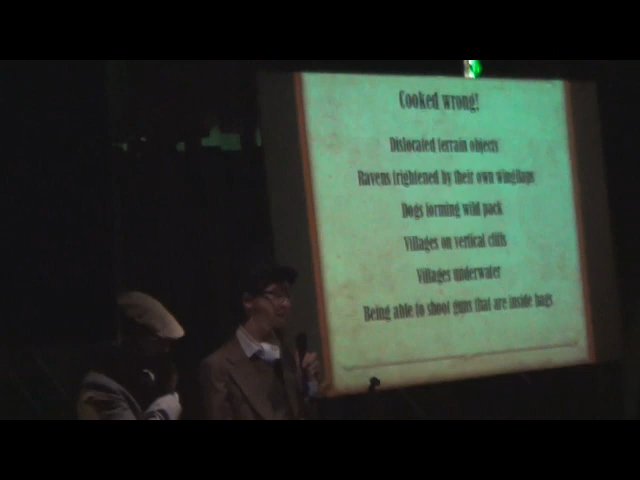 Cooked wrong!
Dislocated terrain objects
Ravens frightened by their own wingflaps
Dogs forming wild pack
Villages on vertical cliffs
Villages underwater
Being able to shoot guns that are inside bags